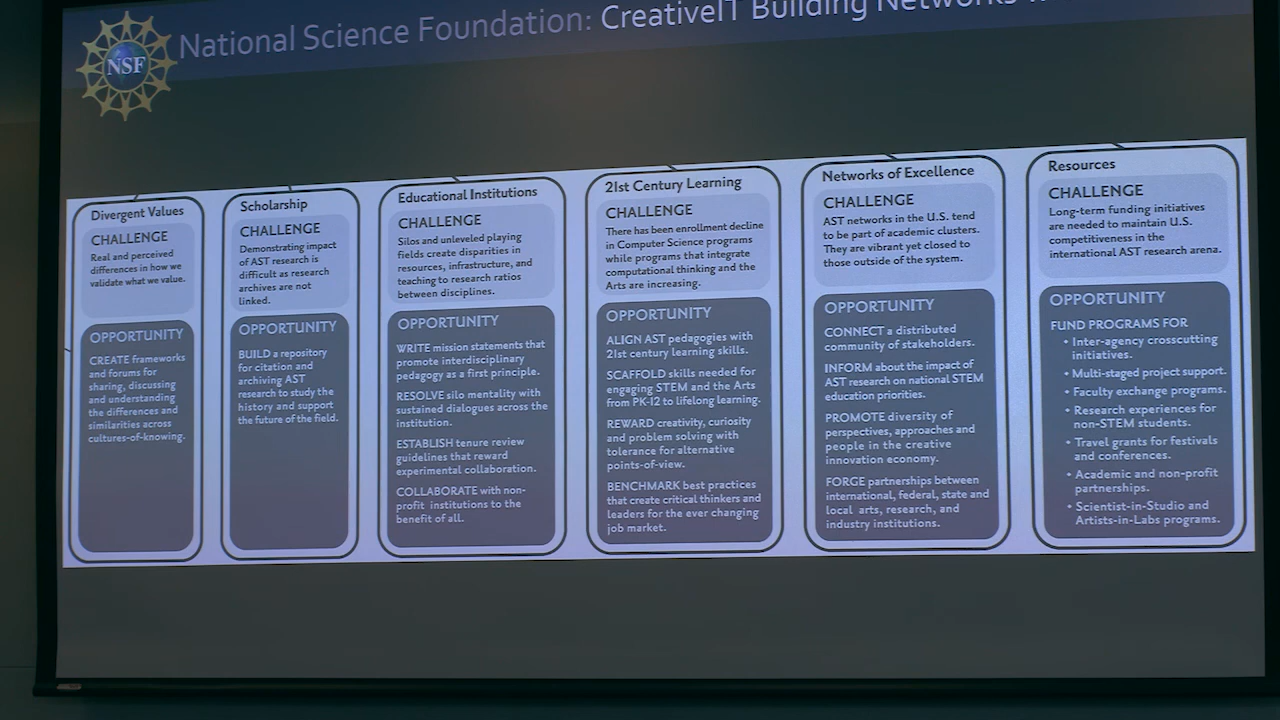 National Science Foundation: CreativeIT Building Networks
NSF
Divergent Values
CHALLENGE
Real and perceived
differences in how we
validate what we value.
OPPORTUNITY
CREATE frameworks
and forums for
sharing, discussing
and understanding
the differences and
similarities across
cultures-of-knowing.
Scholarship
CHALLENGE
Demonstrating impact
of AST research is
difficult as research
archives are not
linked.
OPPORTUNITY
BUILD a repository
for citation and
archiving AST
research to study the
history and support
the future of the field.
Educational Institutions
CHALLENGE
Silos and unleveled playing
fields create disparities in
resources, infrastructure, and
teaching to research ratios
between disciplines.
OPPORTUNITY
WRITE mission statements that
promote interdisciplinary
pedagogy as a first principle.
RESOLVE silo mentality with
sustained dialogues across the
institution.
ESTABLISH tenure review
guidelines that reward
experimental collaboration.
COLLABORATE with non-
profit institutions to the
benefit of all.
21st Century Learning
CHALLENGE
There has been enrollment decline
in Computer Science programs
while programs that integrate
computational thinking and the
Arts are increasing.
OPPORTUNITY
ALIGN AST pedagogies with
21st century learning skills.
SCAFFOLD skills needed for
engaging STEM and the Arts
from PK-12 to lifelong learning.
REWARD creativity, curiosity
and problem solving with
tolerance for alternative
points-of-view.
BENCHMARK best practices
that create critical thinkers and
leaders for the ever changing
job market.
Networks of Excellence
CHALLENGE
AST networks in the U.S. tend
to be part of academic clusters.
They are vibrant yet closed to
those outside of the system.
OPPORTUNITY
CONNECT a distributed
community of stakeholders.
INFORM about the impact of
AST research on national STEM
education priorities.
PROMOTE diversity of
perspectives, approaches and
people in the creative
innovation economy.
FORGE partnerships between
international, federal, state and
local arts, research, and
industry institutions.
Resources
CHALLENGE
Long-term funding initiatives
are needed to maintain U.S.
competitiveness in the
international AST research arena.
OPPORTUNITY
FUND PROGRAMS FOR
• Inter-agency crosscutting
initiatives.
• Multi-staged project support.
• Faculty exchange programs.
• Research experiences for
non-STEM students.
• Travel grants for festivals
and conferences.
• Academic and non-profit
partnerships.
• Scientist-in-Studio and
Artists-in-Labs programs.